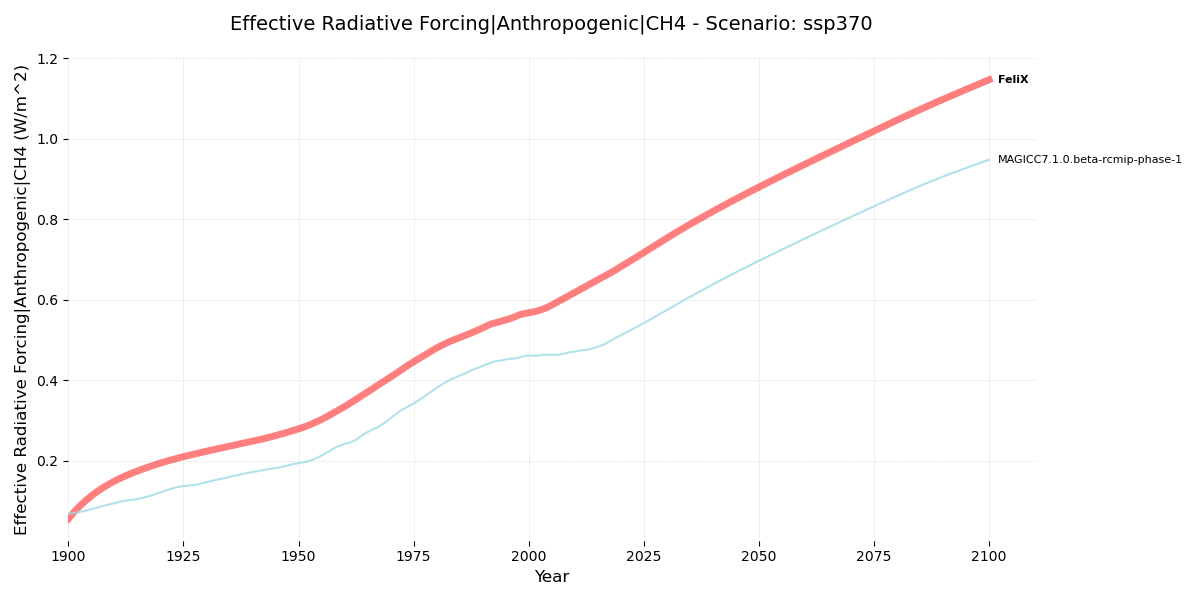 Effective Radiative Forcing|Anthropogenic|CH4 - Scenario: ssp370
Effective Radiative Forcing|Anthropogenic|CH4 (W/m^2)
1.2
1.0
0.8
0.6
0.4
0.2
FeliX
MAGICC7.1.0.beta-rcmip-phase-1
1900 1925 1950 1975 2000 2025 2050 2075 2100
Year